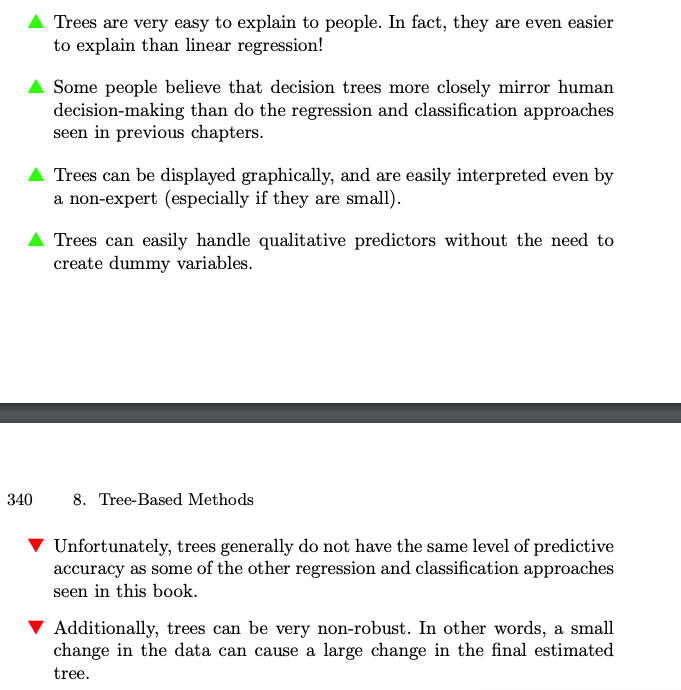 ▲ Trees are very easy to explain to people. In fact, they are even easier
to explain than linear regression!
▲ Some people believe that decision trees more closely mirror human
decision-making than do the regression and classification approaches
seen in previous chapters.
▲ Trees can be displayed graphically, and are easily interpreted even by
a non-expert (especially if they are small).
▲ Trees can easily handle qualitative predictors without the need to
create dummy variables.
340 8. Tree-Based Methods
▼ Unfortunately, trees generally do not have the same level of predictive
accuracy as some of the other regression and classification approaches
seen in this book.
▼ Additionally, trees can be very non-robust. In other words, a small
change in the data can cause a large change in the final estimated
tree.